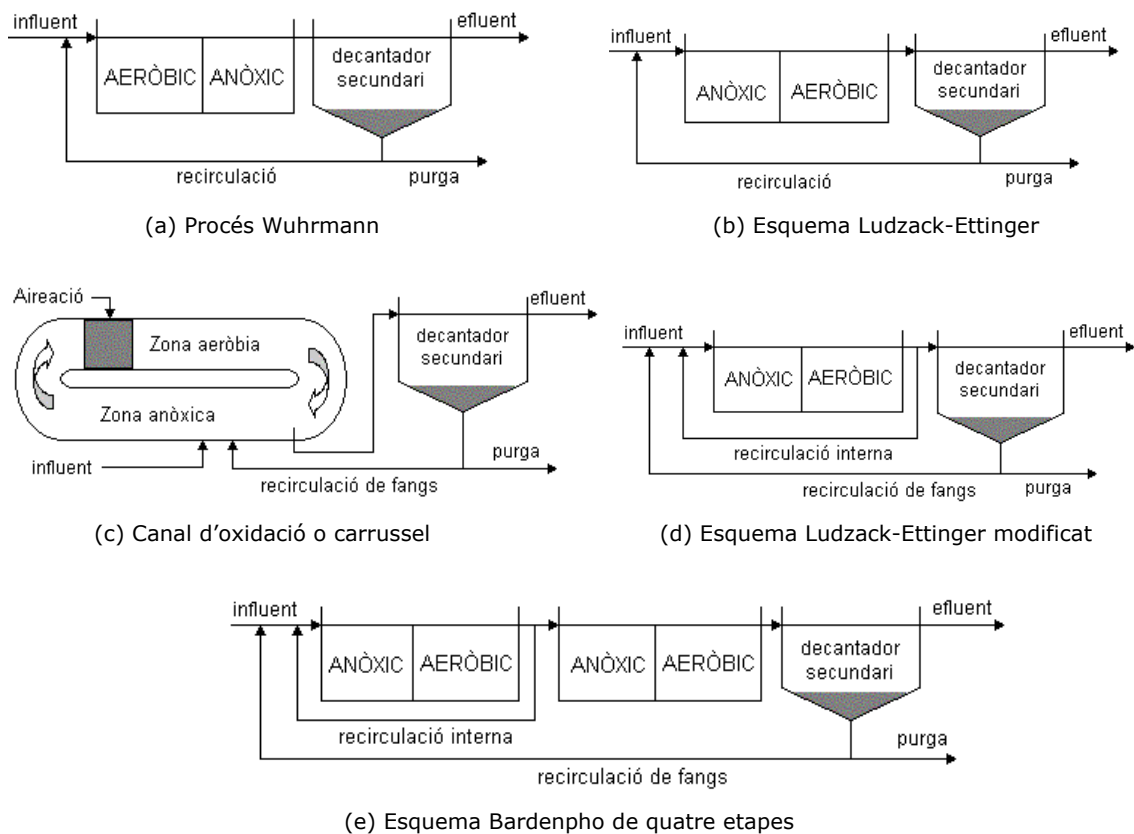 influent
efluent
AERÒBIC
ANÒXIC
decantador
secundari
recirculació
purga
(a) Procés Wuhrmann
influent
efluent
ANÒXIC
AERÒBIC
decantador
secundari
recirculació
purga
(b) Esquema Ludzack-Ettinger
Aireació
Zona aeròbia
Zona anòxica
influent
efluent
decantador
secundari
purga
recirculació de fangs
(c) Canal d’oxidació o carrussel
influent
efluent
ANÒXIC
AERÒBIC
decantador
secundari
recirculació interna
recirculació de fangs
purga
(d) Esquema Ludzack-Ettinger modificat
influent
efluent
ANÒXIC
AERÒBIC
ANÒXIC
AERÒBIC
decantador
secundari
recirculació interna
purga
recirculació de fangs
(e) Esquema Bardenpho de quatre etapes